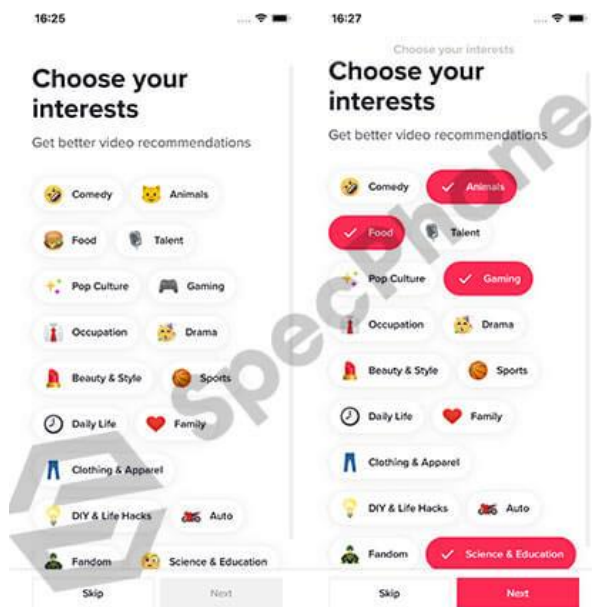 16:25
Choose your
interests
Get better video recommendations
Comedy
Animals
Food
Talent
Pop Culture
Gaming
Occupation
Drama
Beauty & Style
Sports
Daily Life
Family
Clothing & Apparel
DIY & Life Hacks
Auto
Fandom
Science & Education
Skip
Next
16:27
Choose your interests
Choose your
interests
Get better video recommendations
Comedy
Animals
Food
Talent
Pop Culture
Gaming
Occupation
Drama
Beauty & Style
Sports
Daily Life
Family
Clothing & Apparel
DIY & Life Hacks
Auto
Fandom
Science & Education
Skip
Next
SpecPhone